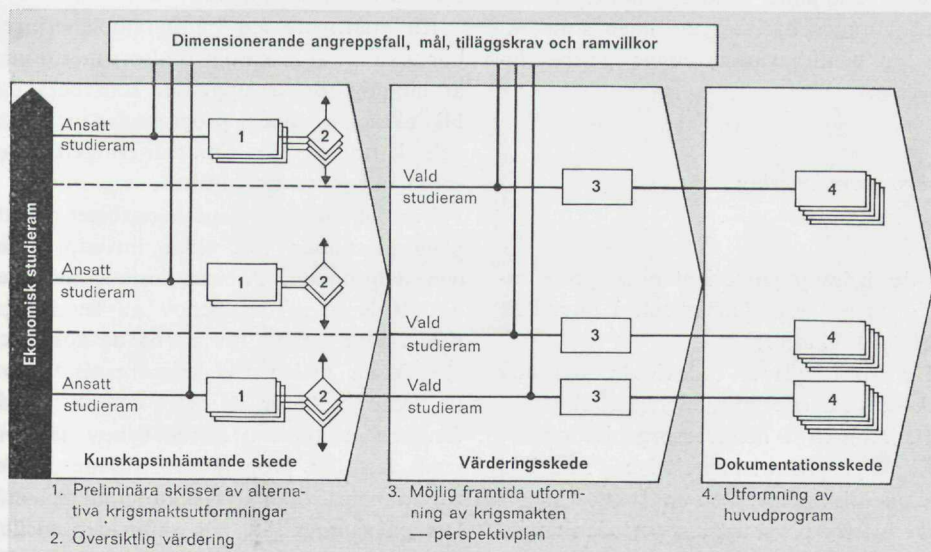 Dimensionerande angreppsfall, mål, tilläggskrav och ramvillkor
Ekonomisk studieram
Ansatt
studieram
1
2
Vald
studieram
3
4
Ansatt
studieram
1
2
Vald
studieram
3
4
Ansatt
studieram
1
2
Vald
studieram
3
4
Kunskapsinhämtande skede
Värderingsskede
Dokumentationsskede
1. Preliminära skisser av alterna-
tiva krigsmaktsutformningar
2. Översiktlig värdering
3. Möjlig framtida utform-
ning av krigsmakten
— perspektivplan
4. Utformning av
huvudprogram